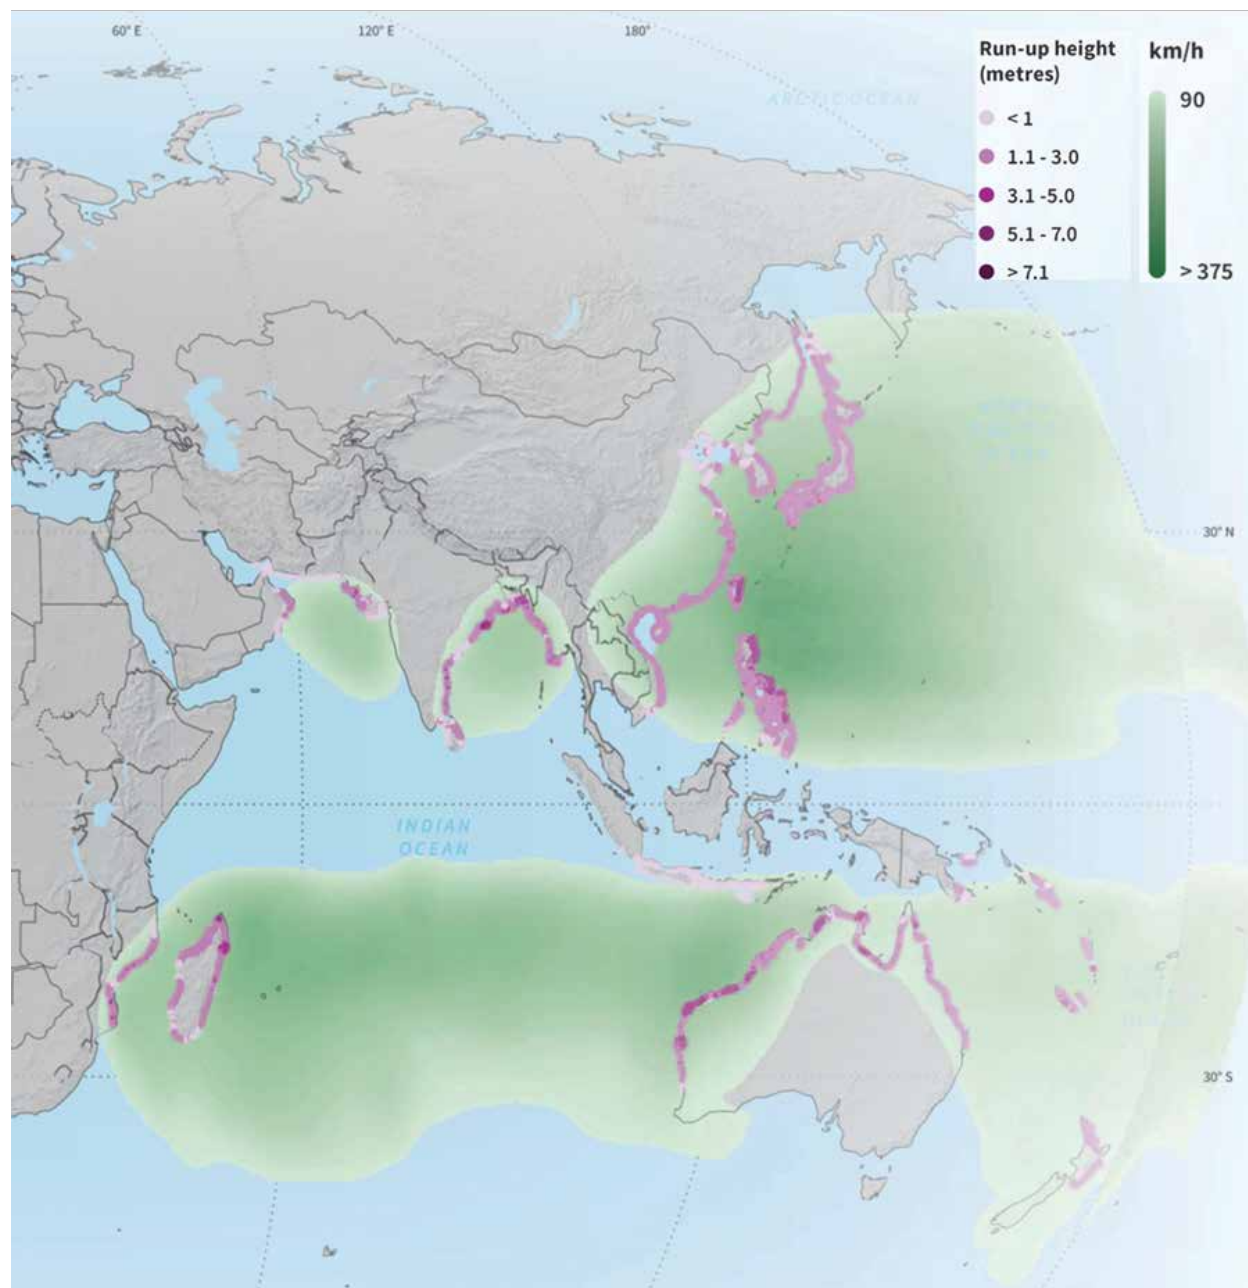 60° E
120° E
180°
Run-up height
(metres)
< 1
1.1 - 3.0
3.1 -5.0
5.1 - 7.0
> 7.1
km/h
90
> 375
ARCTIC OCEAN
30° N
INDIAN
OCEAN
30° S